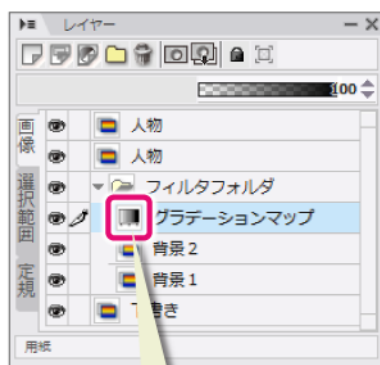 レイヤー
100
画像
選択範囲
定規
人物
人物
フィルタフォルダ
グラデーションマップ
背景2
背景1
下書き
用紙